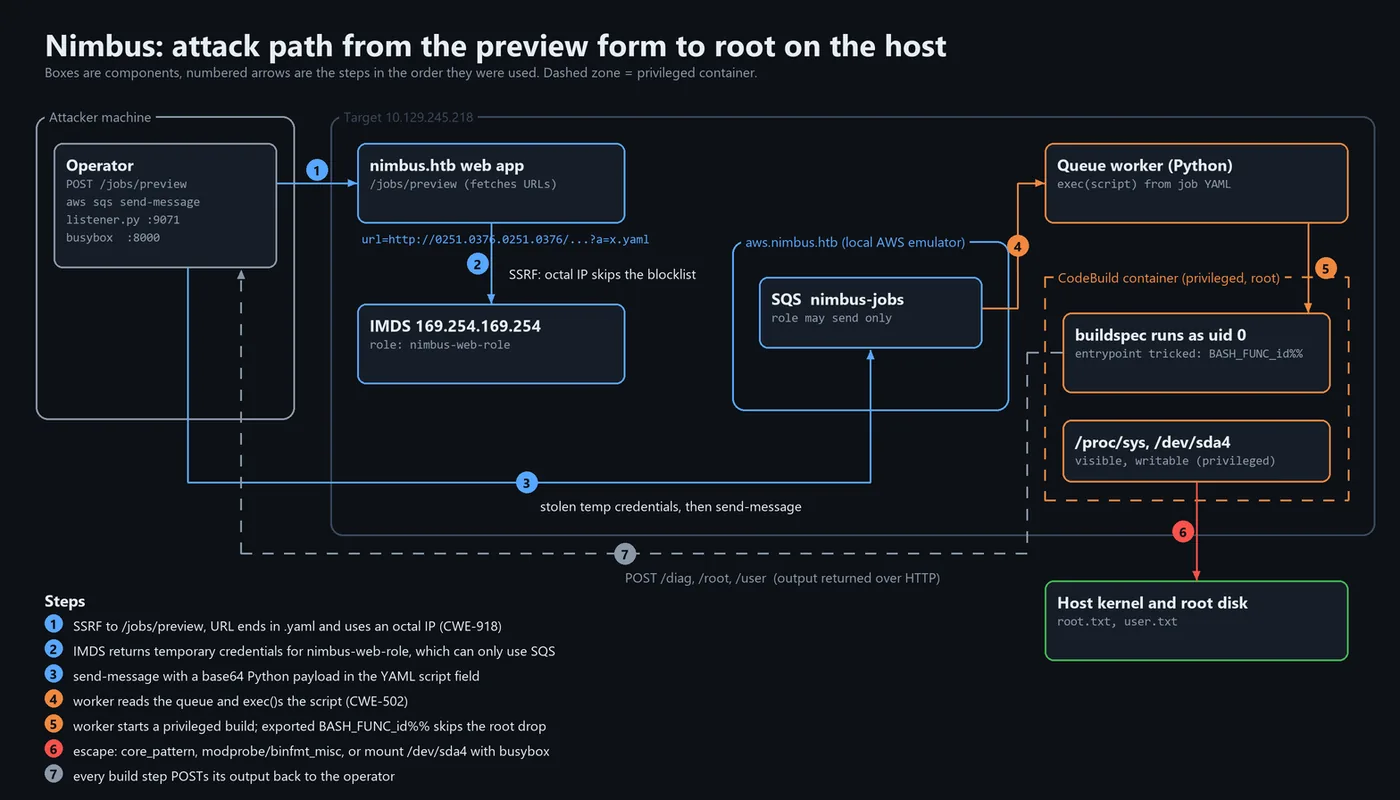 Nimbus: attack path from the preview form to root on the host
Boxes are components, numbered arrows are the steps in the order they were used. Dashed zone = privileged container.
Attacker machine
Operator
POST /jobs/preview
aws sqs send-message
listener.py :9071
busybox  :8000
1
Target 10.129.245.218
nimbus.htb web app
/jobs/preview (fetches URLs)
url=http://0251.0376.0251.0376/...?a=x.yaml
2
SSRF: octal IP skips the blocklist
IMDS 169.254.169.254
role: nimbus-web-role
aws.nimbus.htb (local AWS emulator)
SQS  nimbus-jobs
role may send only
3
stolen temp credentials, then send-message
4
Queue worker (Python)
exec(script) from job YAML
5
CodeBuild container (privileged, root)
buildspec runs as uid 0
entrypoint tricked: BASH_FUNC_id%%
/proc/sys, /dev/sda4
visible, writable (privileged)
6
7
POST /diag, /root, /user  (output returned over HTTP)
Host kernel and root disk
root.txt, user.txt
Steps
1 SSRF to /jobs/preview, URL ends in .yaml and uses an octal IP (CWE-918)
2 IMDS returns temporary credentials for nimbus-web-role, which can only use SQS
3 send-message with a base64 Python payload in the YAML script field
4 worker reads the queue and exec()s the script (CWE-502)
5 worker starts a privileged build; exported BASH_FUNC_id%% skips the root drop
6 escape: core_pattern, modprobe/binfmt_misc, or mount /dev/sda4 with busybox
7 every build step POSTs its output back to the operator